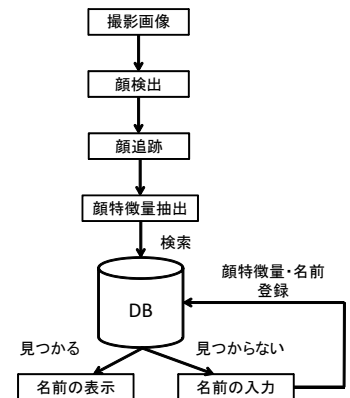 撮影画像
顔検出
顔追跡
顔特徴量抽出
検索
顔特徴量・名前
登録
DB
見つかる
見つからない
名前の表示
名前の入力